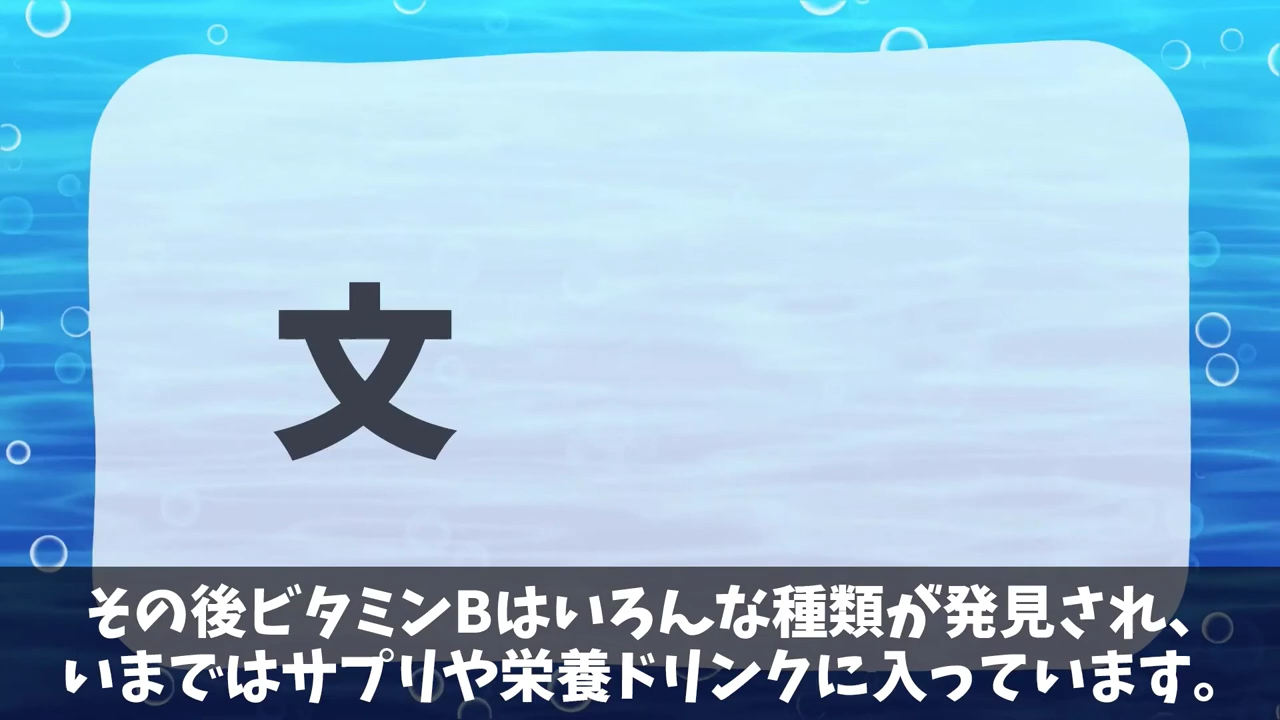 文
その後ビタミンBはいろんな種類が発見され、
いまではサプリや栄養ドリンクに入っています。